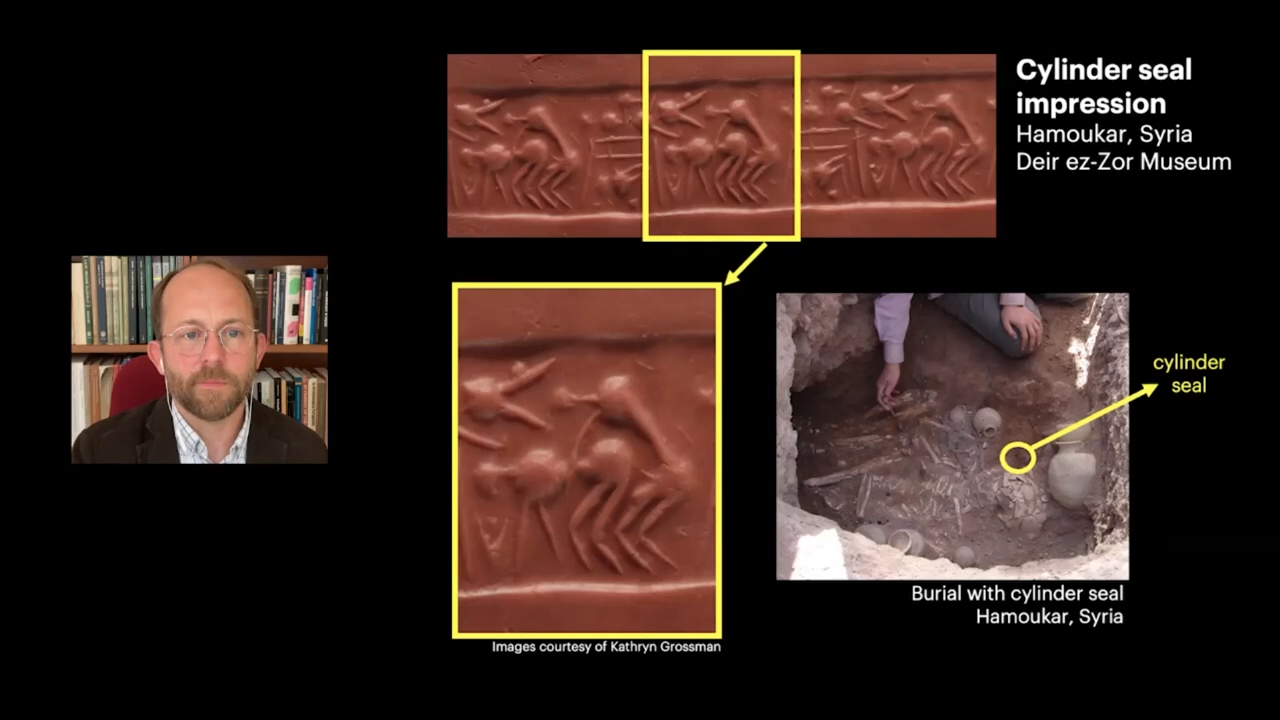 Cylinder seal
impression
Hamoukar, Syria
Deir ez-Zor Museum
cylinder
seal
Burial with cylinder seal
Hamoukar, Syria
Images courtesy of Kathryn Grossman